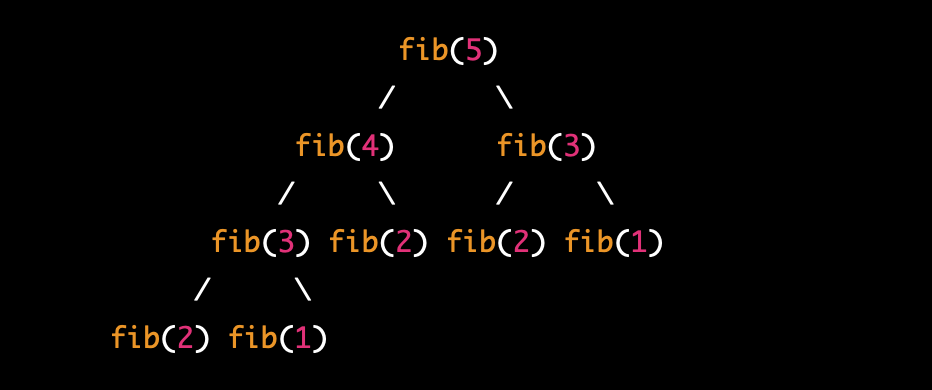 fib(5)
/ \
fib(4) fib(3)
/ \ / \
fib(3) fib(2) fib(2) fib(1)
/ \
fib(2) fib(1)